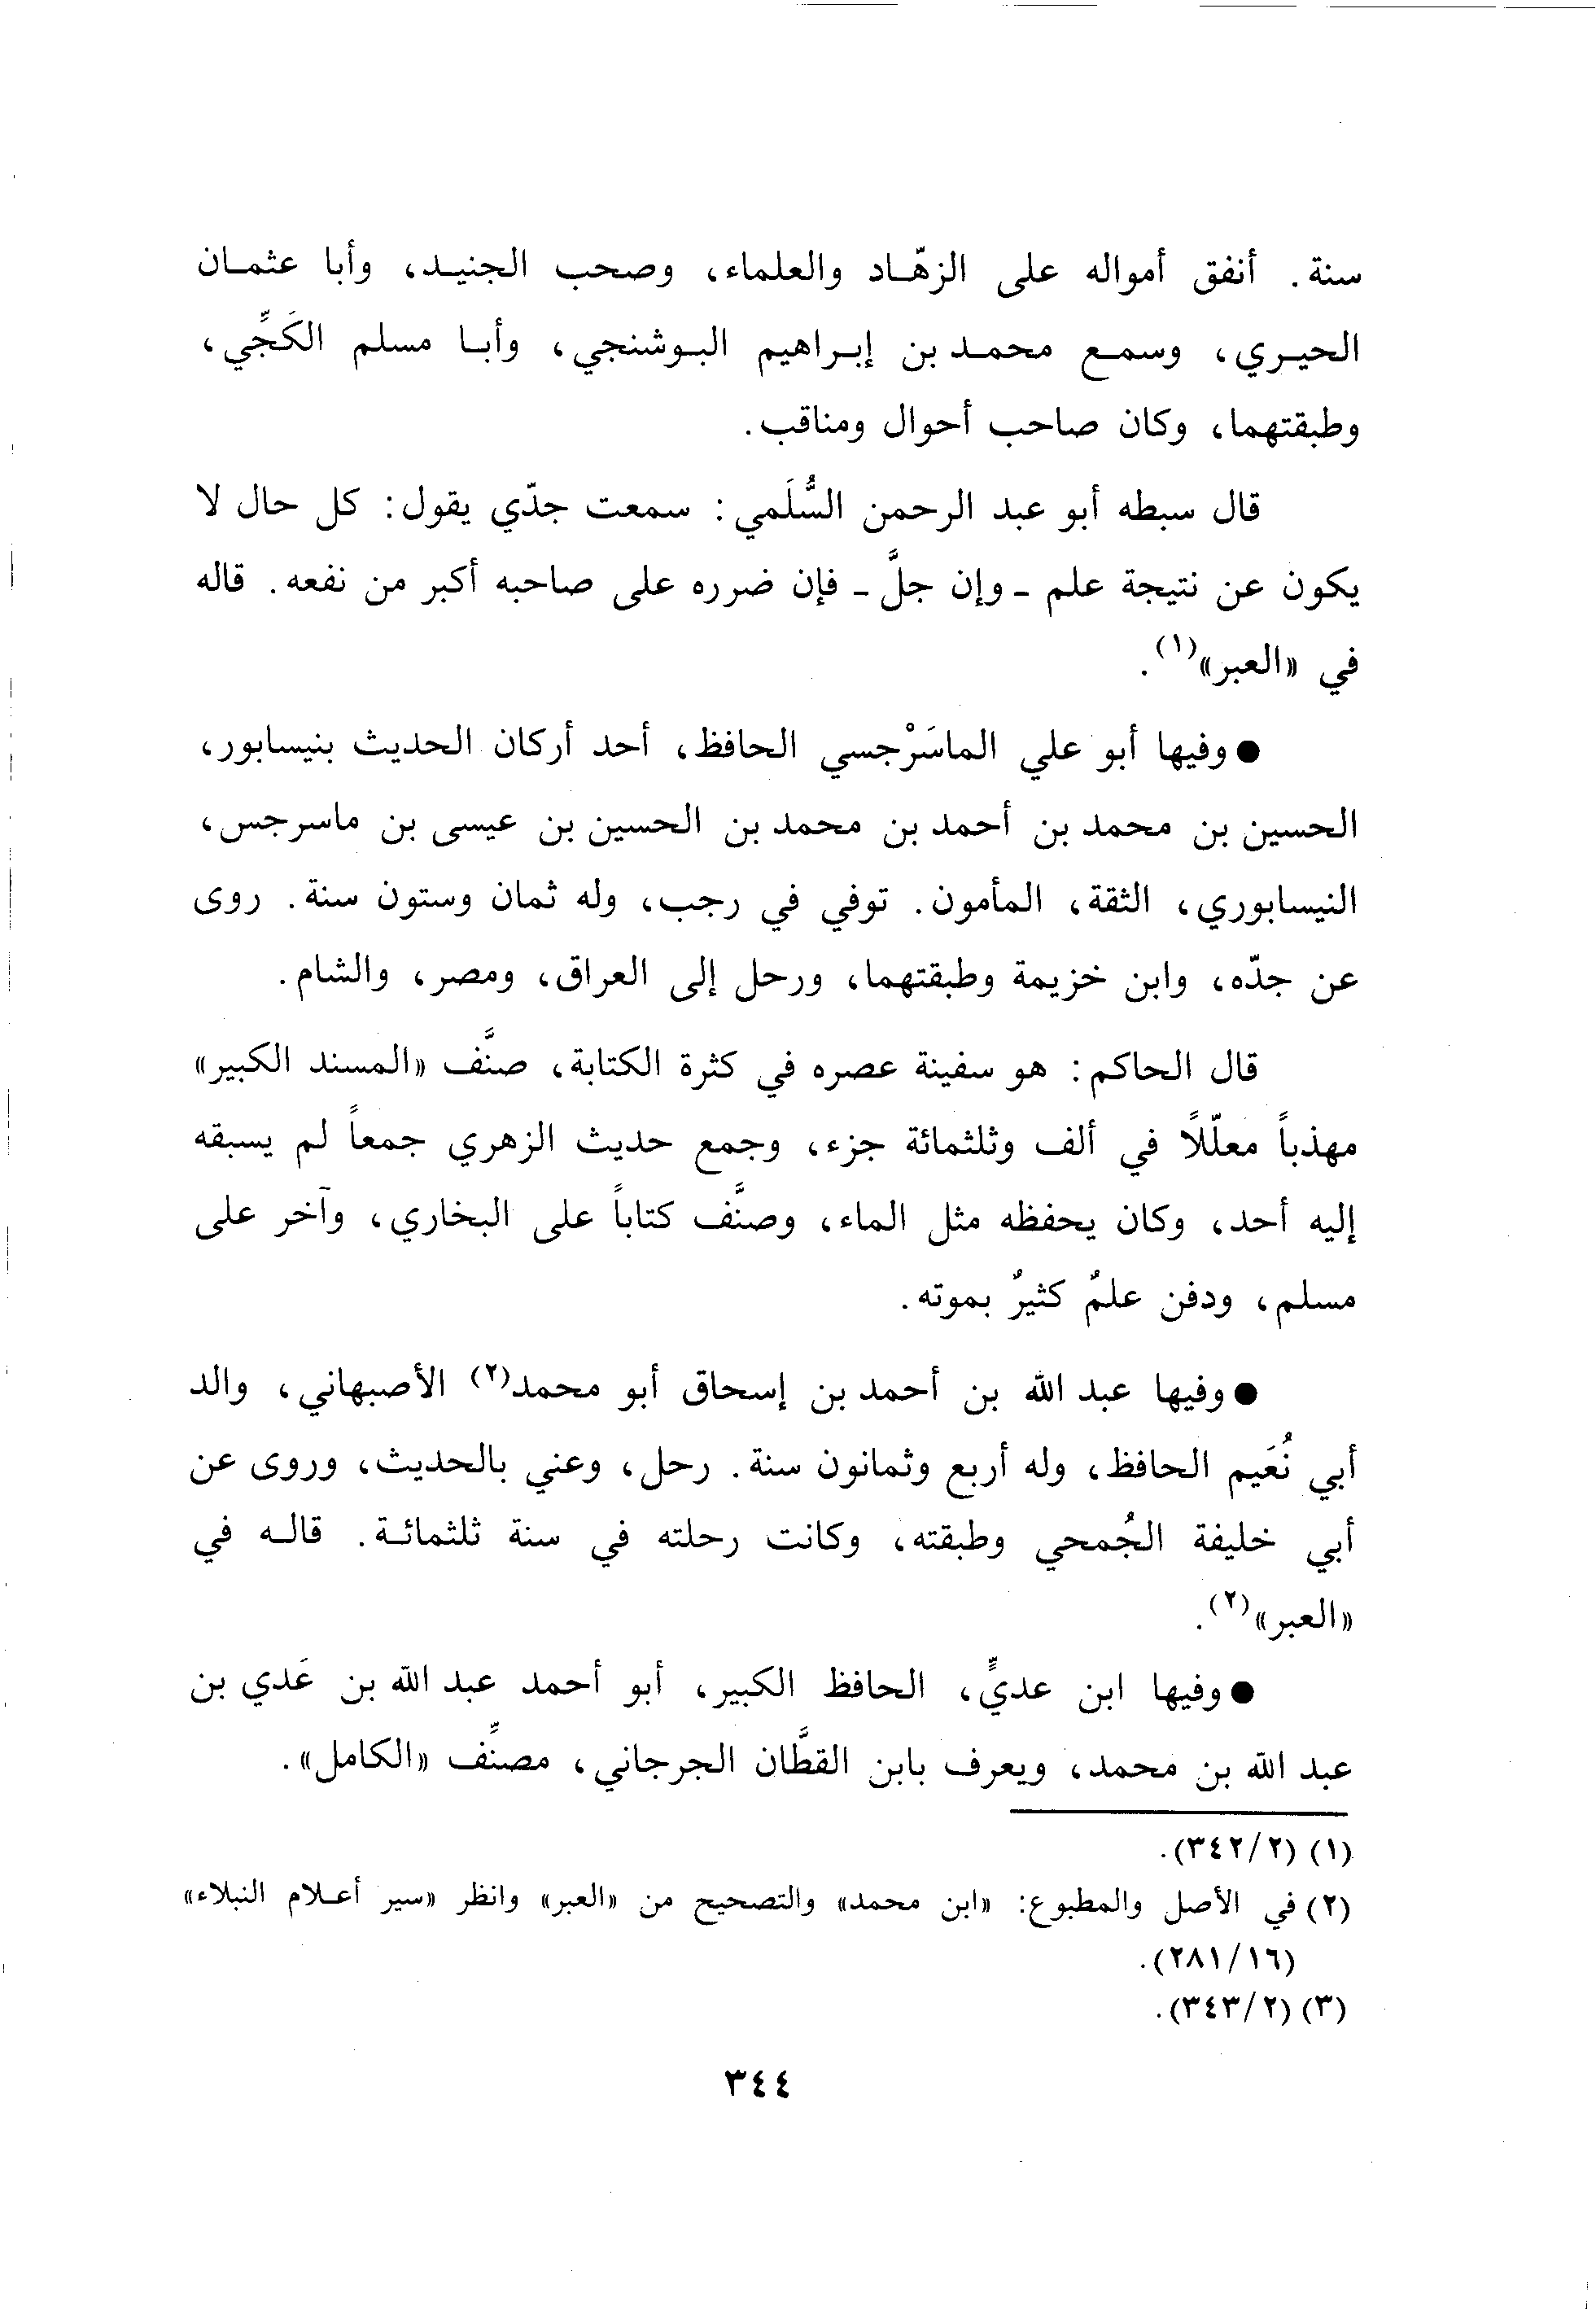 سنة. أنفق أمواله على الزهّاد والعلماء، وصحب الجنيد، وأبا عثمان
الحيري، وسمع محمد بن إبراهيم البوشنجي، وأبا مسلم الكَجِّي،
وطبقتهما، وكان صاحب أحوال ومناقب.
قال سبطه أبو عبد الرحمن السُّلَمي: سمعت جدّي يقول: كل حال لا
يكون عن نتيجة علم - وإن جلَّ - فإن ضرره على صاحبه أكبر من نفعه. قاله
في «العبر»(١).
● وفيها أبو علي الماسَرْجسي الحافظ، أحد أركان الحديث بنيسابور،
الحسين بن محمد بن أحمد بن محمد بن الحسين بن عيسى بن ماسرجس،
النيسابوري، الثقة، المأمون. توفي في رجب، وله ثمان وستون سنة. روى
عن جدّه، وابن خزيمة وطبقتهما، ورحل إلى العراق، ومصر، والشام.
قال الحاكم: هو سفينة عصره في كثرة الكتابة، صنَّف «المسند الكبير»
مهذباً معلّلاً في ألف وثلثمائة جزء، وجمع حديث الزهري جمعاً لم يسبقه
إليه أحد، وكان يحفظه مثل الماء، وصنَّف كتاباً على البخاري، وآخر على
مسلم، ودفن علمٌ كثيرٌ بموته.
● وفيها عبد الله بن أحمد بن إسحاق أبو محمد(٢) الأصبهاني، والد
أبي نُعَيم الحافظ، وله أربع وثمانون سنة. رحل، وعني بالحديث، وروى عن
أبي خليفة الجُمحي وطبقته، وكانت رحلته في سنة ثلثمائة. قاله في
«العبر»(٢).
● وفيها ابن عديٍّ، الحافظ الكبير، أبو أحمد عبد الله بن عَدي بن
عبد الله بن محمد، ويعرف بابن القطَّان الجرجاني، مصنِّف «الكامل».
(١) (٣٤٢/٢).
(٢) في الأصل والمطبوع: «ابن محمد» والتصحيح من «العبر» وانظر «سير أعلام النبلاء»
(٢٨١/١٦).
(٣) (٣٤٣/٢).
٣٤٤